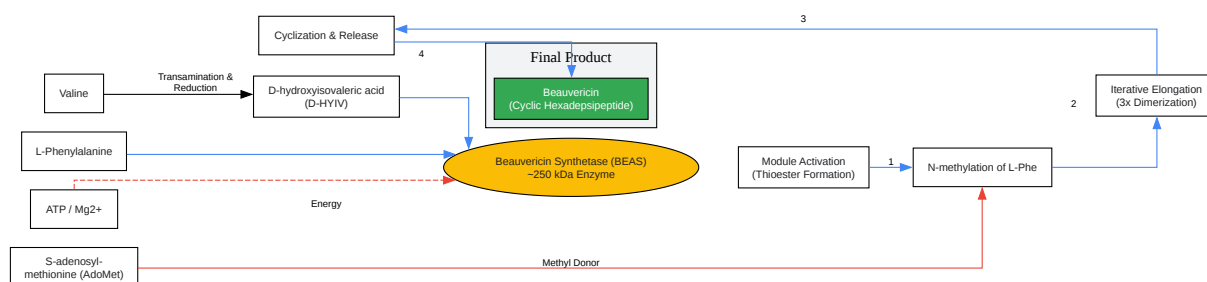 3
Cyclization & Release
4
Final Product
Transamination &
Reduction
Valine
D-hydroxyisovaleric acid
(D-HYIV)
Beauvericin
(Cyclic Hexadepsipeptide)
Iterative Elongation
(3x Dimerization)
2
L-Phenylalanine
Beauvericin Synthetase (BEAS)
~250 kDa Enzyme
Module Activation
(Thioester Formation)
1
N-methylation of L-Phe
ATP / Mg2+
Energy
S-adenosyl-
methionine (AdoMet)
Methyl Donor